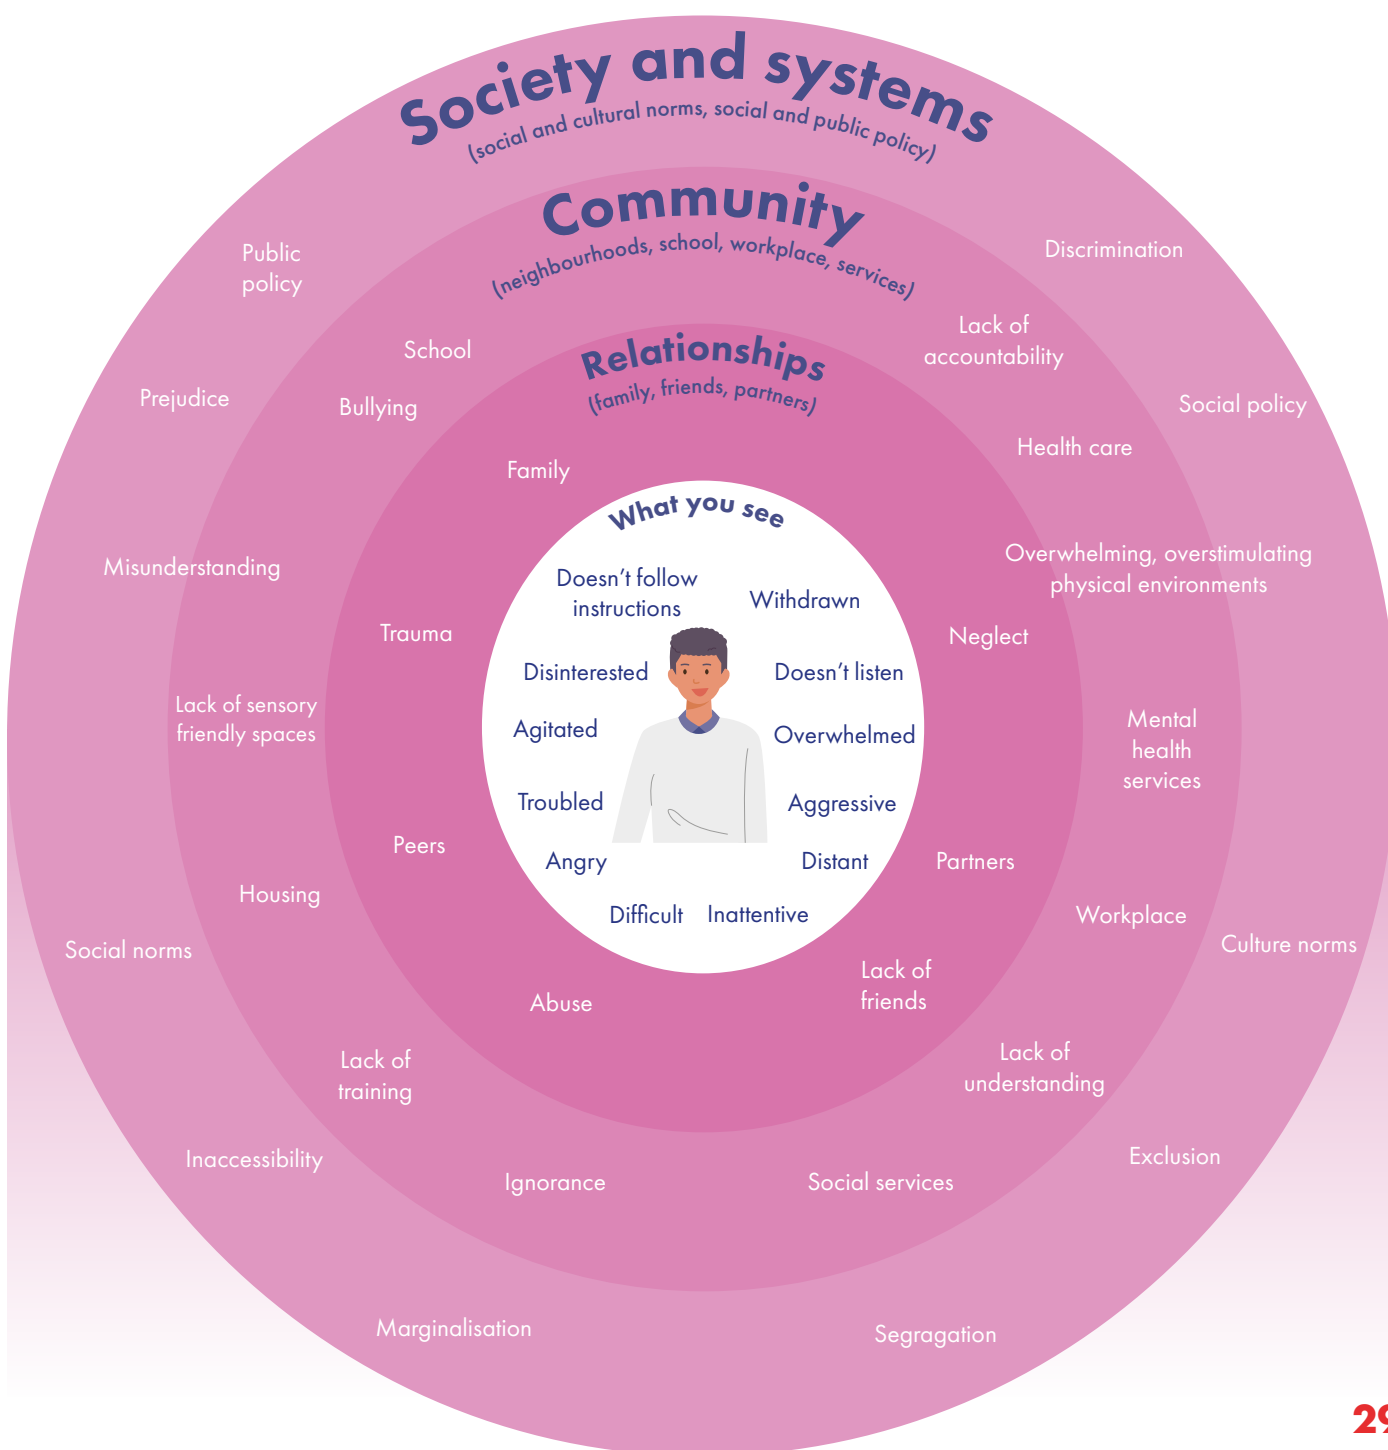 Society and systems
(social and cultural norms, social and public policy)
Community
(neighbourhoods, school, workplace, services)
Relationships
(family, friends, partners)
What you see
Public
policy
Discrimination
School
Lack of
accountability
Prejudice
Bullying
Social policy
Health care
Family
Misunderstanding
Overwhelming, overstimulating
physical environments
Doesn't follow
instructions
Withdrawn
Trauma
Neglect
Disinterested
Doesn't listen
Lack of sensory
friendly spaces
Agitated
Overwhelmed
Mental
health
services
Troubled
Aggressive
Peers
Angry
Distant
Partners
Housing
Difficult
Inattentive
Workplace
Social norms
Culture norms
Lack of
friends
Abuse
Lack of
training
Lack of
understanding
Inaccessibility
Exclusion
Ignorance
Social services
Marginalisation
Segragation
29